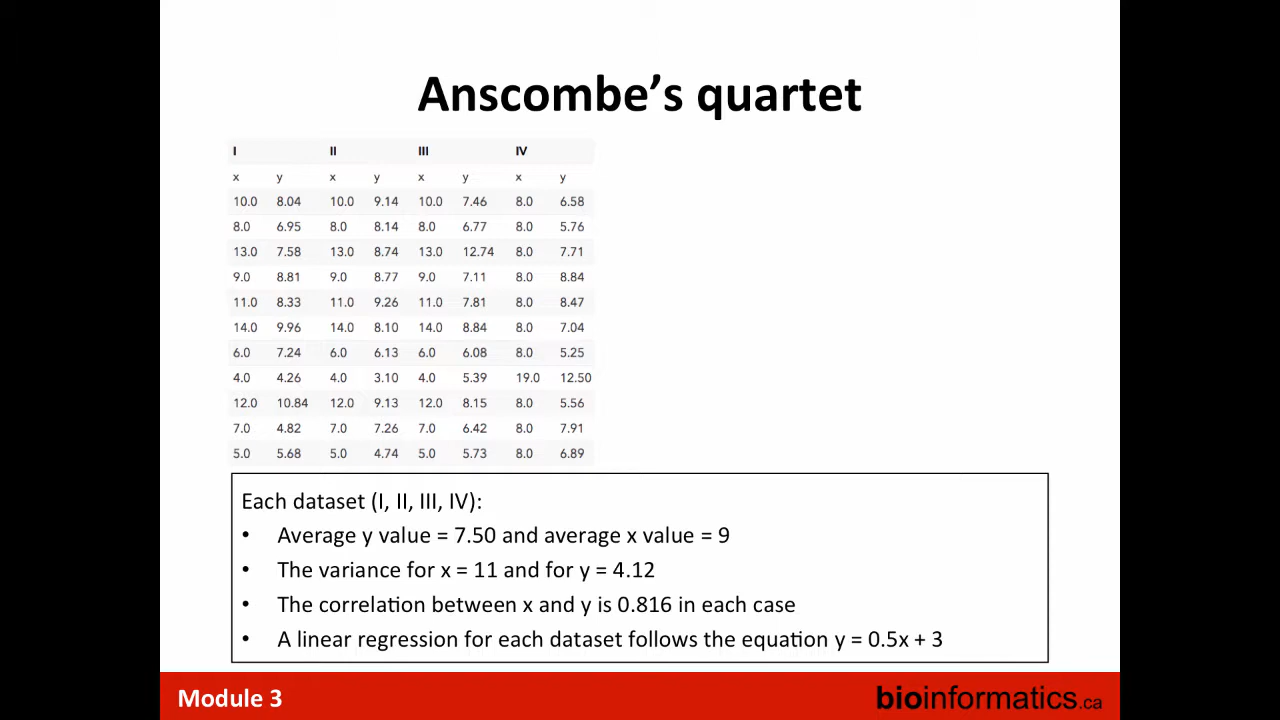 Anscombe's quartet
I II III IV
x y x y x y x y
10.0 8.04 10.0 9.14 10.0 7.46 8.0 6.58
8.0 6.95 8.0 8.14 8.0 6.77 8.0 5.76
13.0 7.58 13.0 8.74 13.0 12.74 8.0 7.71
9.0 8.81 9.0 8.77 9.0 7.11 8.0 8.84
11.0 8.33 11.0 9.26 11.0 7.81 8.0 8.47
14.0 9.96 14.0 8.10 14.0 8.84 8.0 7.04
6.0 7.24 6.0 6.13 6.0 6.08 8.0 5.25
4.0 4.26 4.0 3.10 4.0 5.39 19.0 12.50
12.0 10.84 12.0 9.13 12.0 8.15 8.0 5.56
7.0 4.82 7.0 7.26 7.0 6.42 8.0 7.91
5.0 5.68 5.0 4.74 5.0 5.73 8.0 6.89
Each dataset (I, II, III, IV):
• Average y value = 7.50 and average x value = 9
• The variance for x = 11 and for y = 4.12
• The correlation between x and y is 0.816 in each case
• A linear regression for each dataset follows the equation y = 0.5x + 3
Module 3
bioinformatics.ca